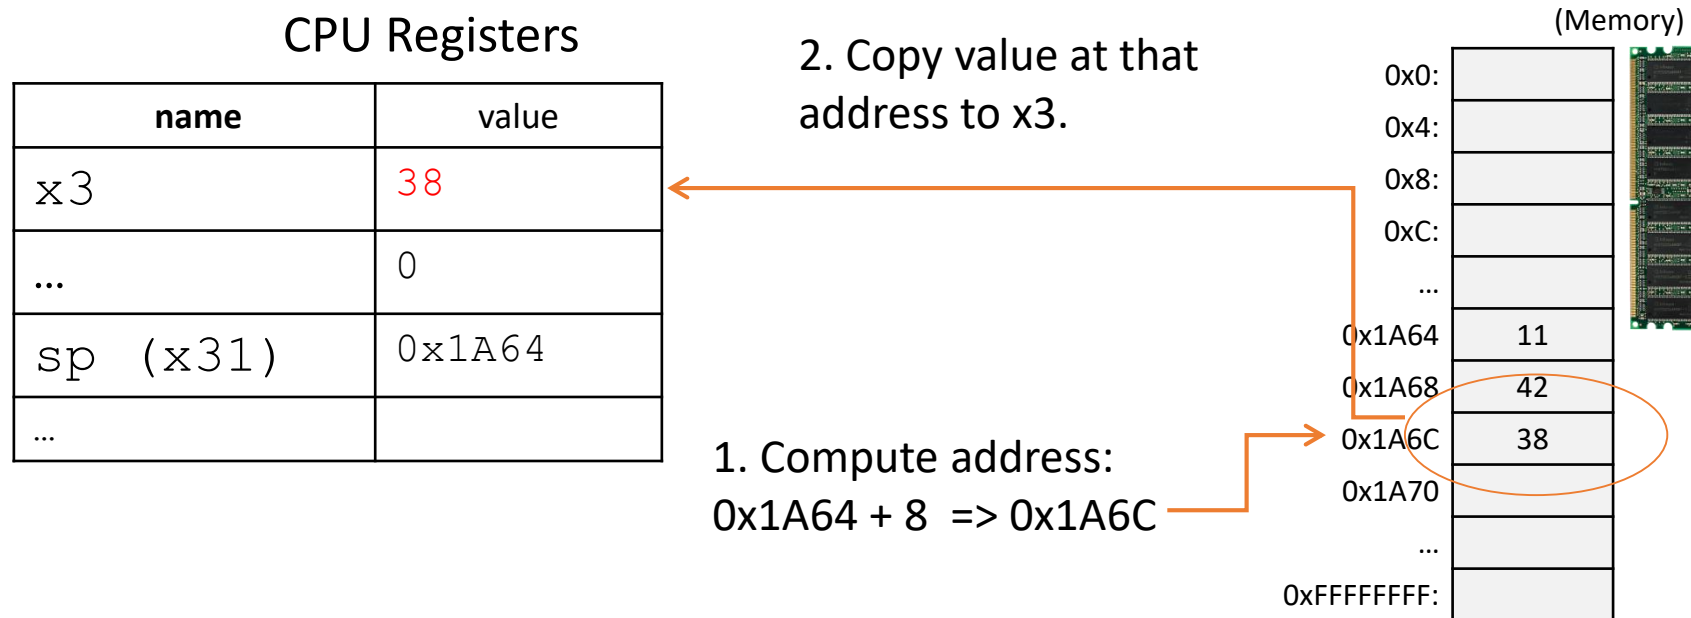 CPU Registers
name value
x3 38
… 0
sp (x31) 0x1A64
…
2. Copy value at that
address to x3.
1. Compute address:
0x1A64 + 8 => 0x1A6C
(Memory)
0x0:
0x4:
0x8:
0xC:
…
0x1A64 11
0x1A68 42
0x1A6C 38
0x1A70
…
0xFFFFFFFF: